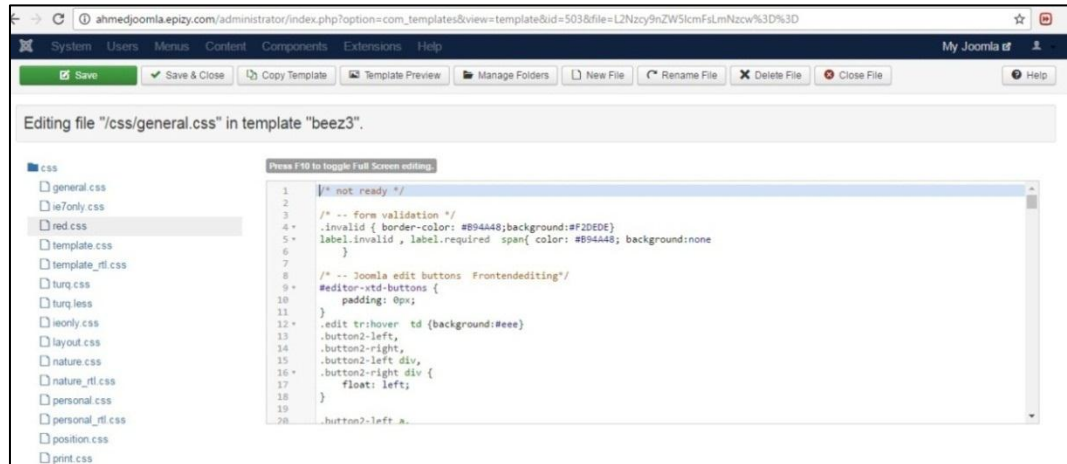 ahmedjoomla.epizy.com/administrator/index.php?option=com_templates&view=template&id=503&file=L2Nzcy9nZW5lcmFsLmNzcw%3D%3D
System Users Menus Content Components Extensions Help My Joomla
Save Save & Close Copy Template Template Preview Manage Folders New File Rename File Delete File Close File Help
Editing file "/css/general.css" in template "beez3".
css
general.css
ie7only.css
red.css
template.css
template_rtl.css
turq.css
turq.less
ieonly.css
layout.css
nature.css
nature_rtl.css
personal.css
personal_rtl.css
position.css
print.css
Press F10 to toggle Full Screen editing.
1 /* not ready */
2
3 /* -- form validation */
4 .invalid { border-color: #B94A48;background:#F2DEDE}
5 label.invalid , label.required span{ color: #B94A48; background:none
6 }
7
8 /* -- Joomla edit buttons Frontendediting*/
9 #editor-xtd-buttons {
10 padding: 0px;
11 }
12 .edit tr:hover td {background:#eee}
13 .button2-left,
14 .button2-right,
15 .button2-left div,
16 .button2-right div {
17 float: left;
18 }
19
20 .button2-left a,